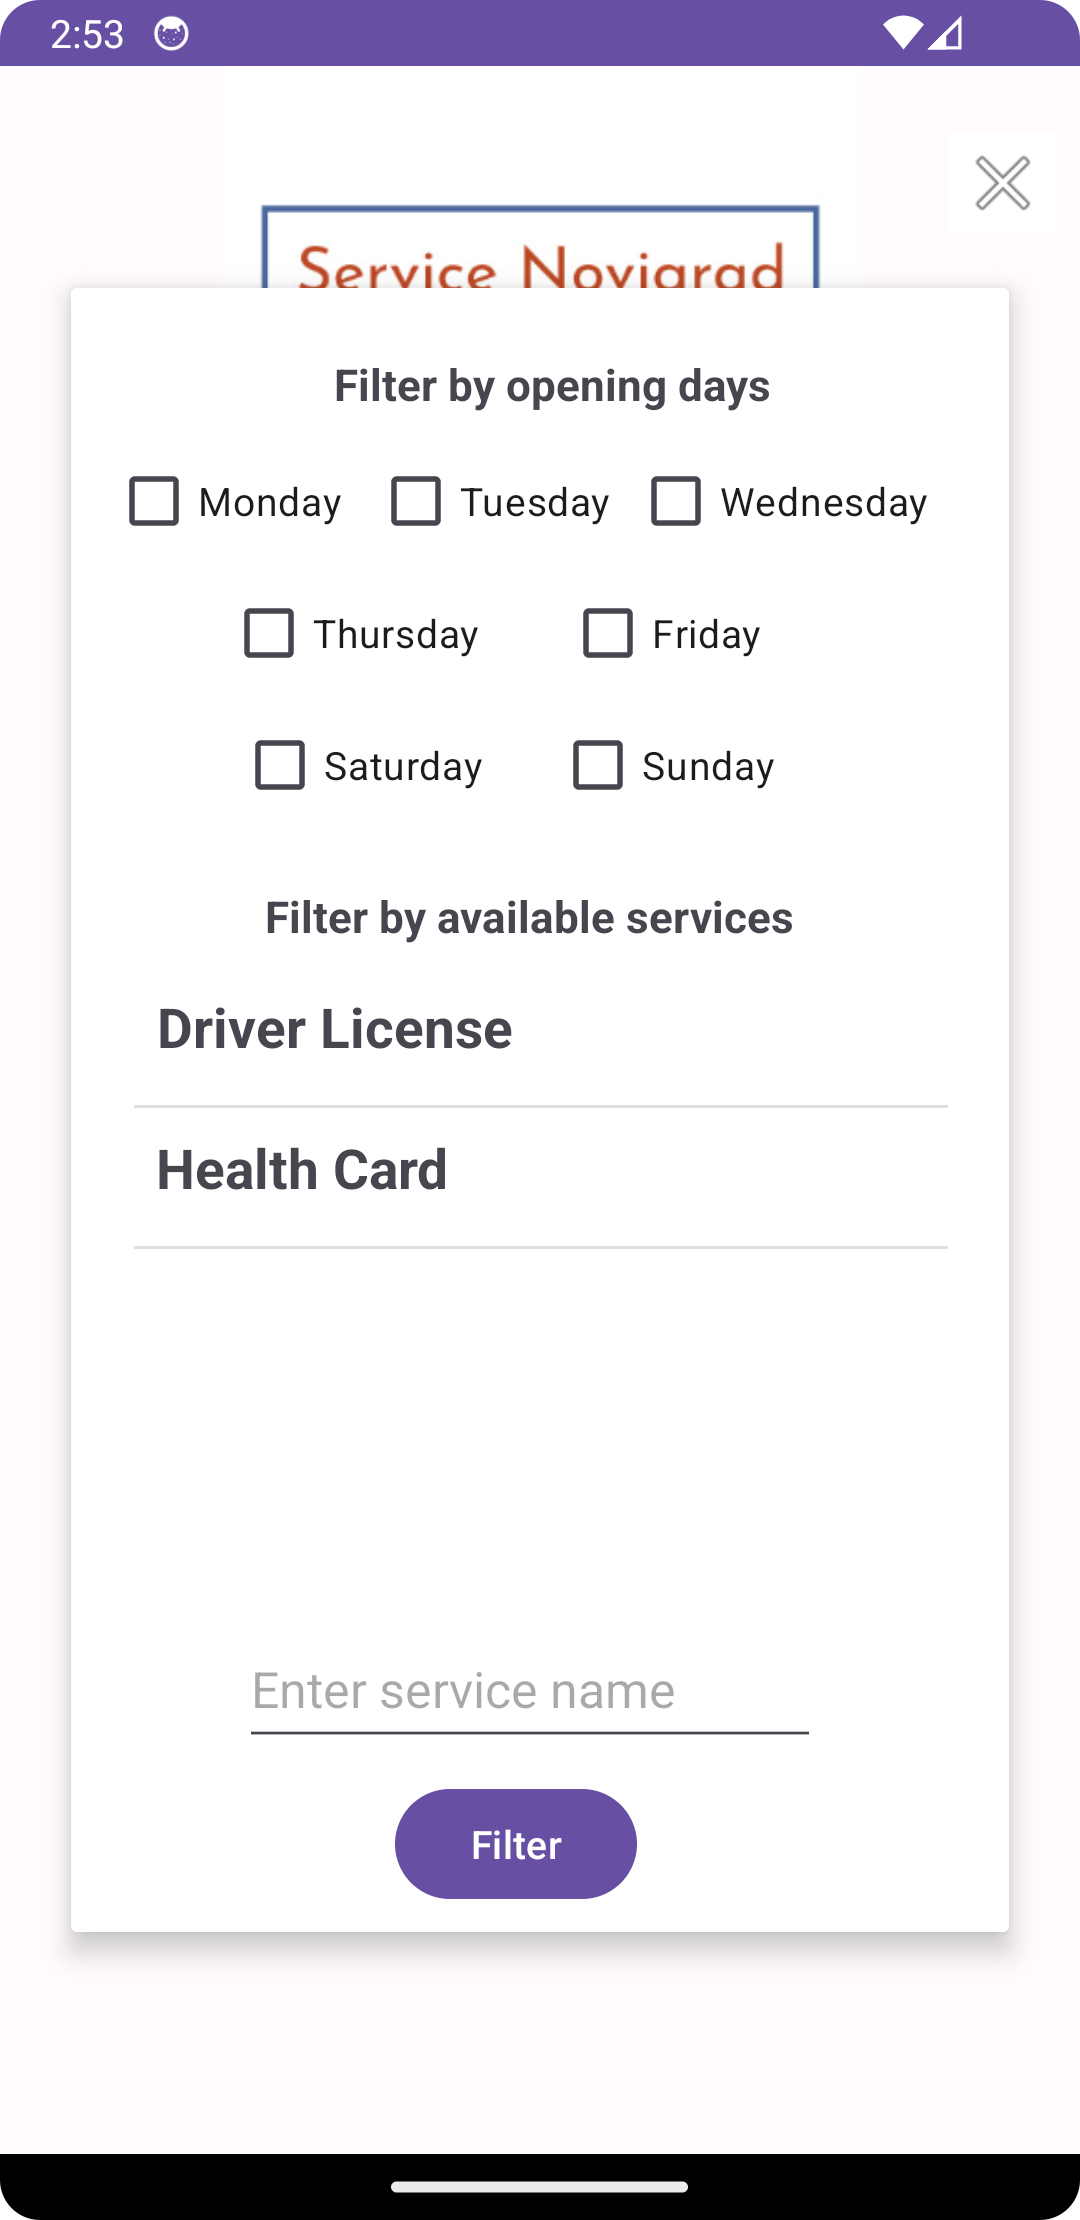 2:53
Service Novigrad
Filter by opening days
Monday Tuesday Wednesday
Thursday Friday
Saturday Sunday
Filter by available services
Driver License
Health Card
Enter service name
Filter